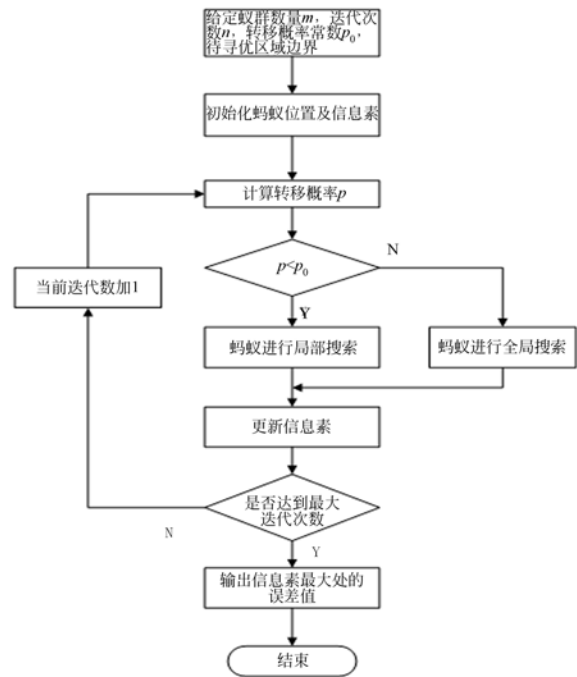 给定蚁群数量m，迭代次
数n，转移概率常数p₀，
待寻优区域边界
初始化蚂蚁位置及信息素
计算转移概率p
N
p<p₀
当前迭代数加1
Y
蚂蚁进行局部搜索
蚂蚁进行全局搜索
更新信息素
是否达到最大
迭代次数
N
Y
输出信息素最大处的
误差值
结束